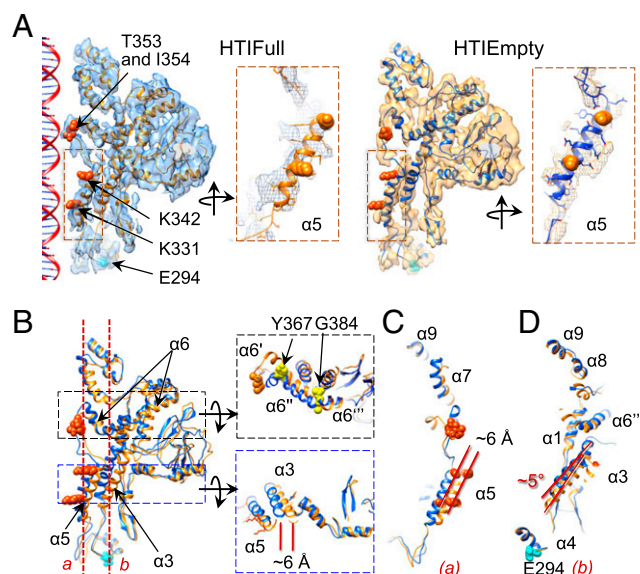 A
T353
and I354
HTIFull
HTIEmpty
K342
K331
E294
α5
α5
B
α6
Y367 G384
α6'
α6''
α6'''
α3
α5
~6 Å
α5
α3
a
b
C
α9
α7
~6 Å
α5
(a)
D
α9
α8
α6''
α1
α3
~5°
α4
E294
(b)